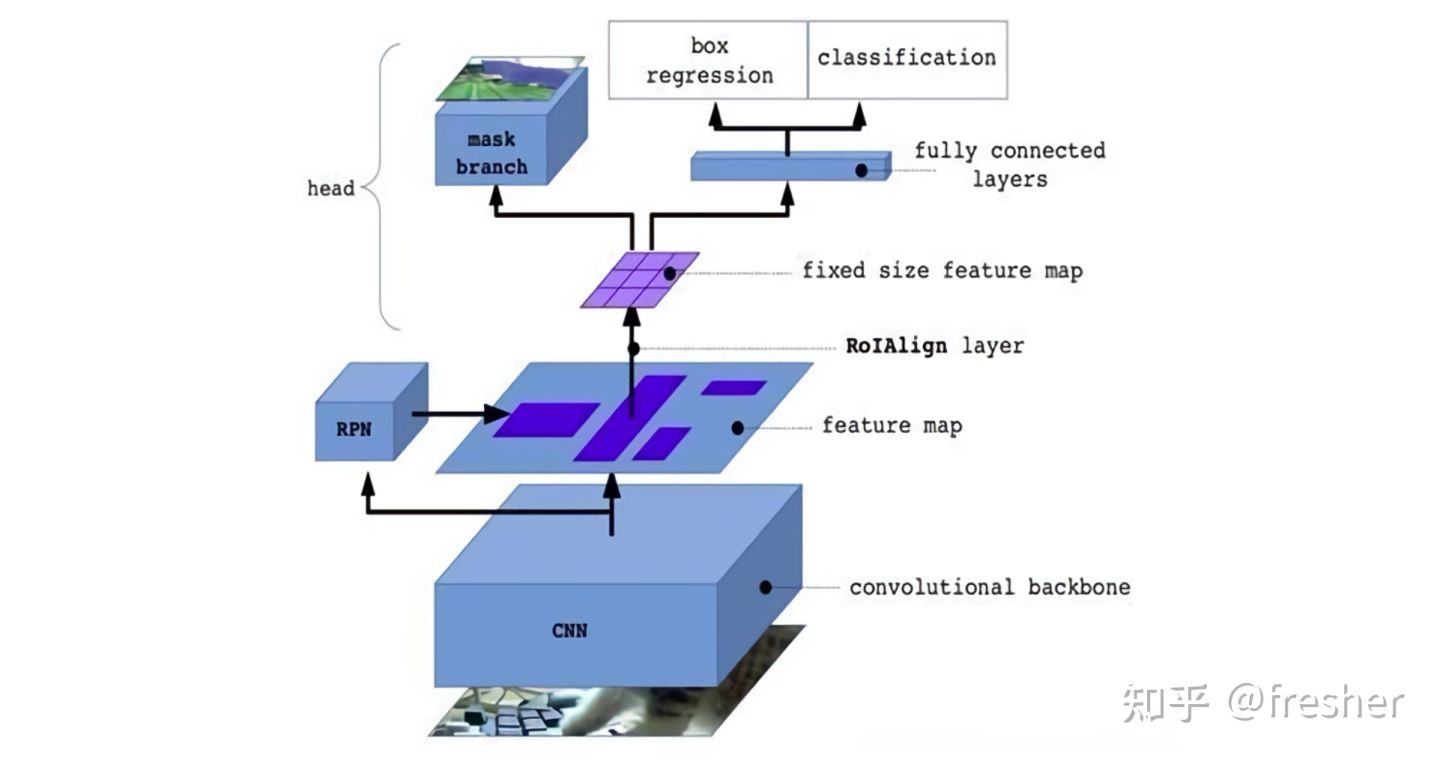 box
regression
classification
mask
branch
fully connected
layers
head
fixed size feature map
RoIAlign layer
RPN
feature map
convolutional backbone
CNN
知乎 @fresher